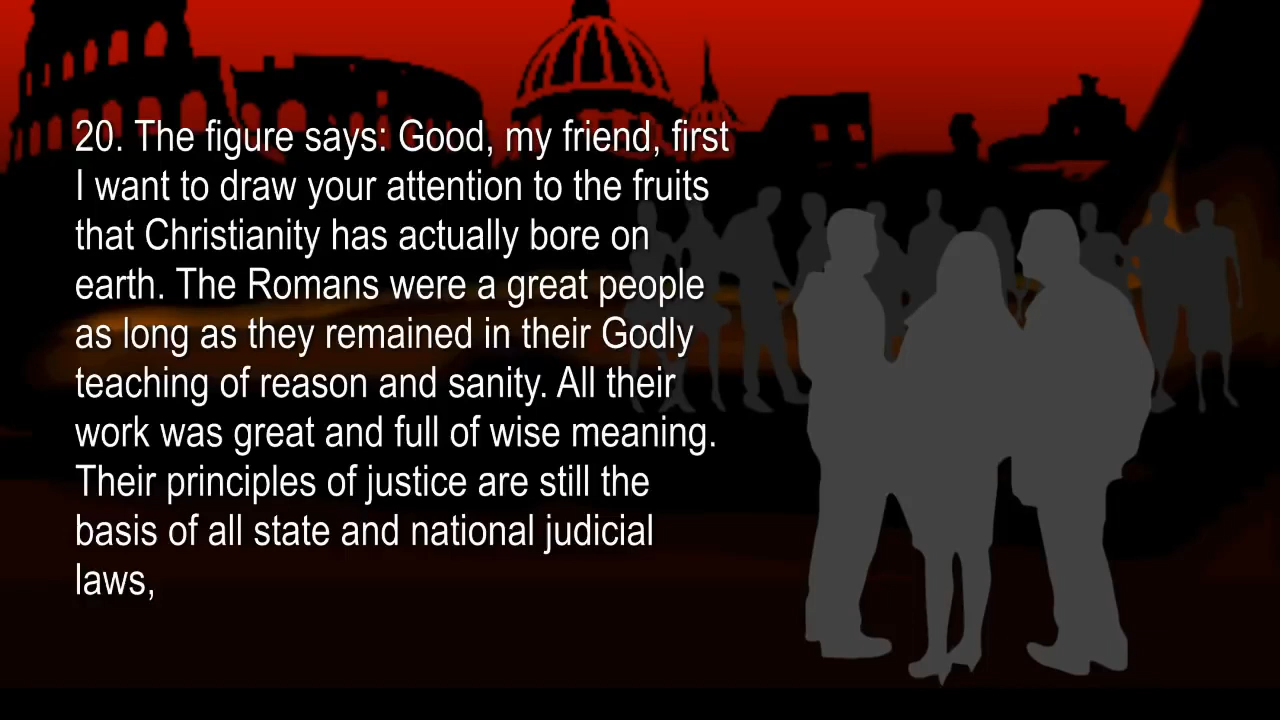 20. The figure says: Good, my friend, first
I want to draw your attention to the fruits
that Christianity has actually bore on
earth. The Romans were a great people
as long as they remained in their Godly
teaching of reason and sanity. All their
work was great and full of wise meaning.
Their principles of justice are still the
basis of all state and national judicial
laws,